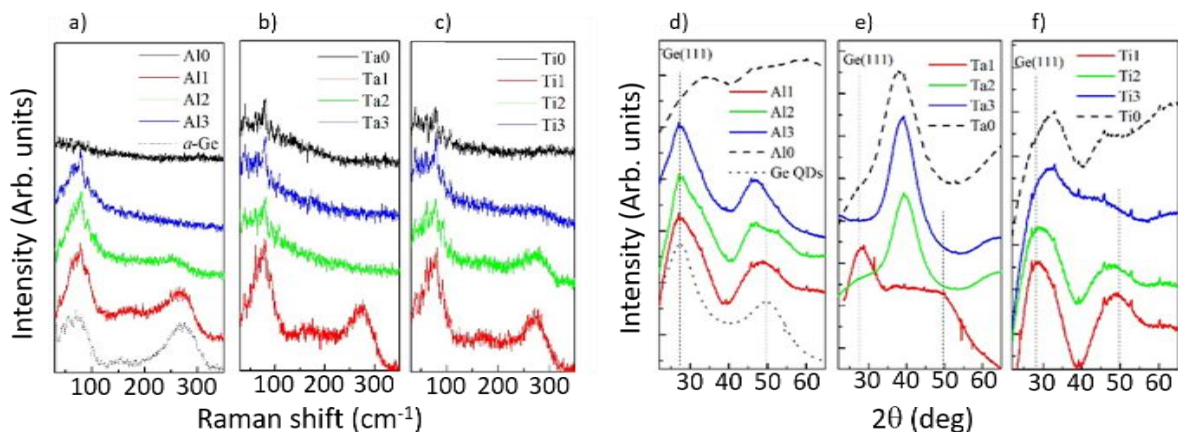 a)
b)
c)
d)
e)
f)
Intensity (Arb. units)
Al0
Al1
Al2
Al3
a-Ge
Ta0
Ta1
Ta2
Ta3
Ti0
Ti1
Ti2
Ti3
100 200 300
100 200 300
100 200 300
Raman shift (cm-1)
Intensity (Arb. units)
Ge(111)
Al1
Al2
Al3
Al0
Ge QDs
Ge(111)
Ta1
Ta2
Ta3
Ta0
Ge(111)
Ti1
Ti2
Ti3
Ti0
30 40 50 60
30 40 50 60
30 40 50 60
2θ (deg)